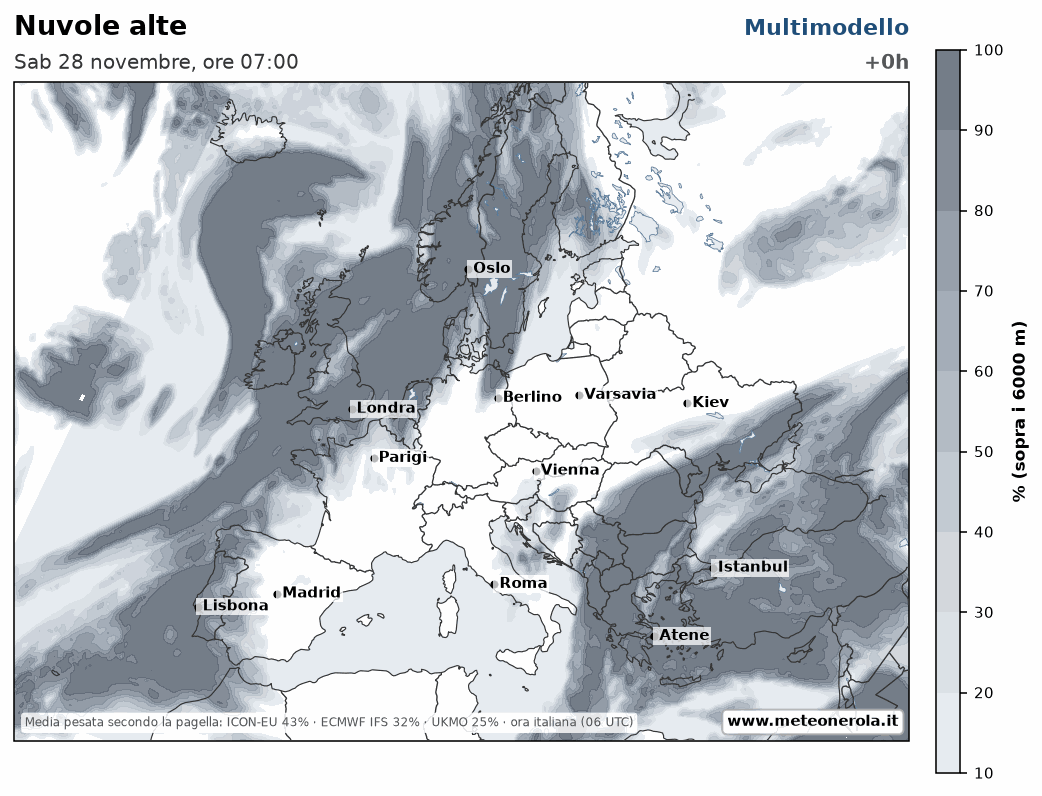 Nuvole alte
Multimodello
Sab 28 novembre, ore 07:00
+0h
100
90
80
70
60
50
40
30
20
10
% (sopra i 6000 m)
Oslo
Berlino
Varsavia
Kiev
Londra
Parigi
Vienna
Istanbul
Roma
Madrid
Lisbona
Atene
Media pesata secondo la pagella: ICON-EU 43% · ECMWF IFS 32% · UKMO 25% · ora italiana (06 UTC)
www.meteonerola.it